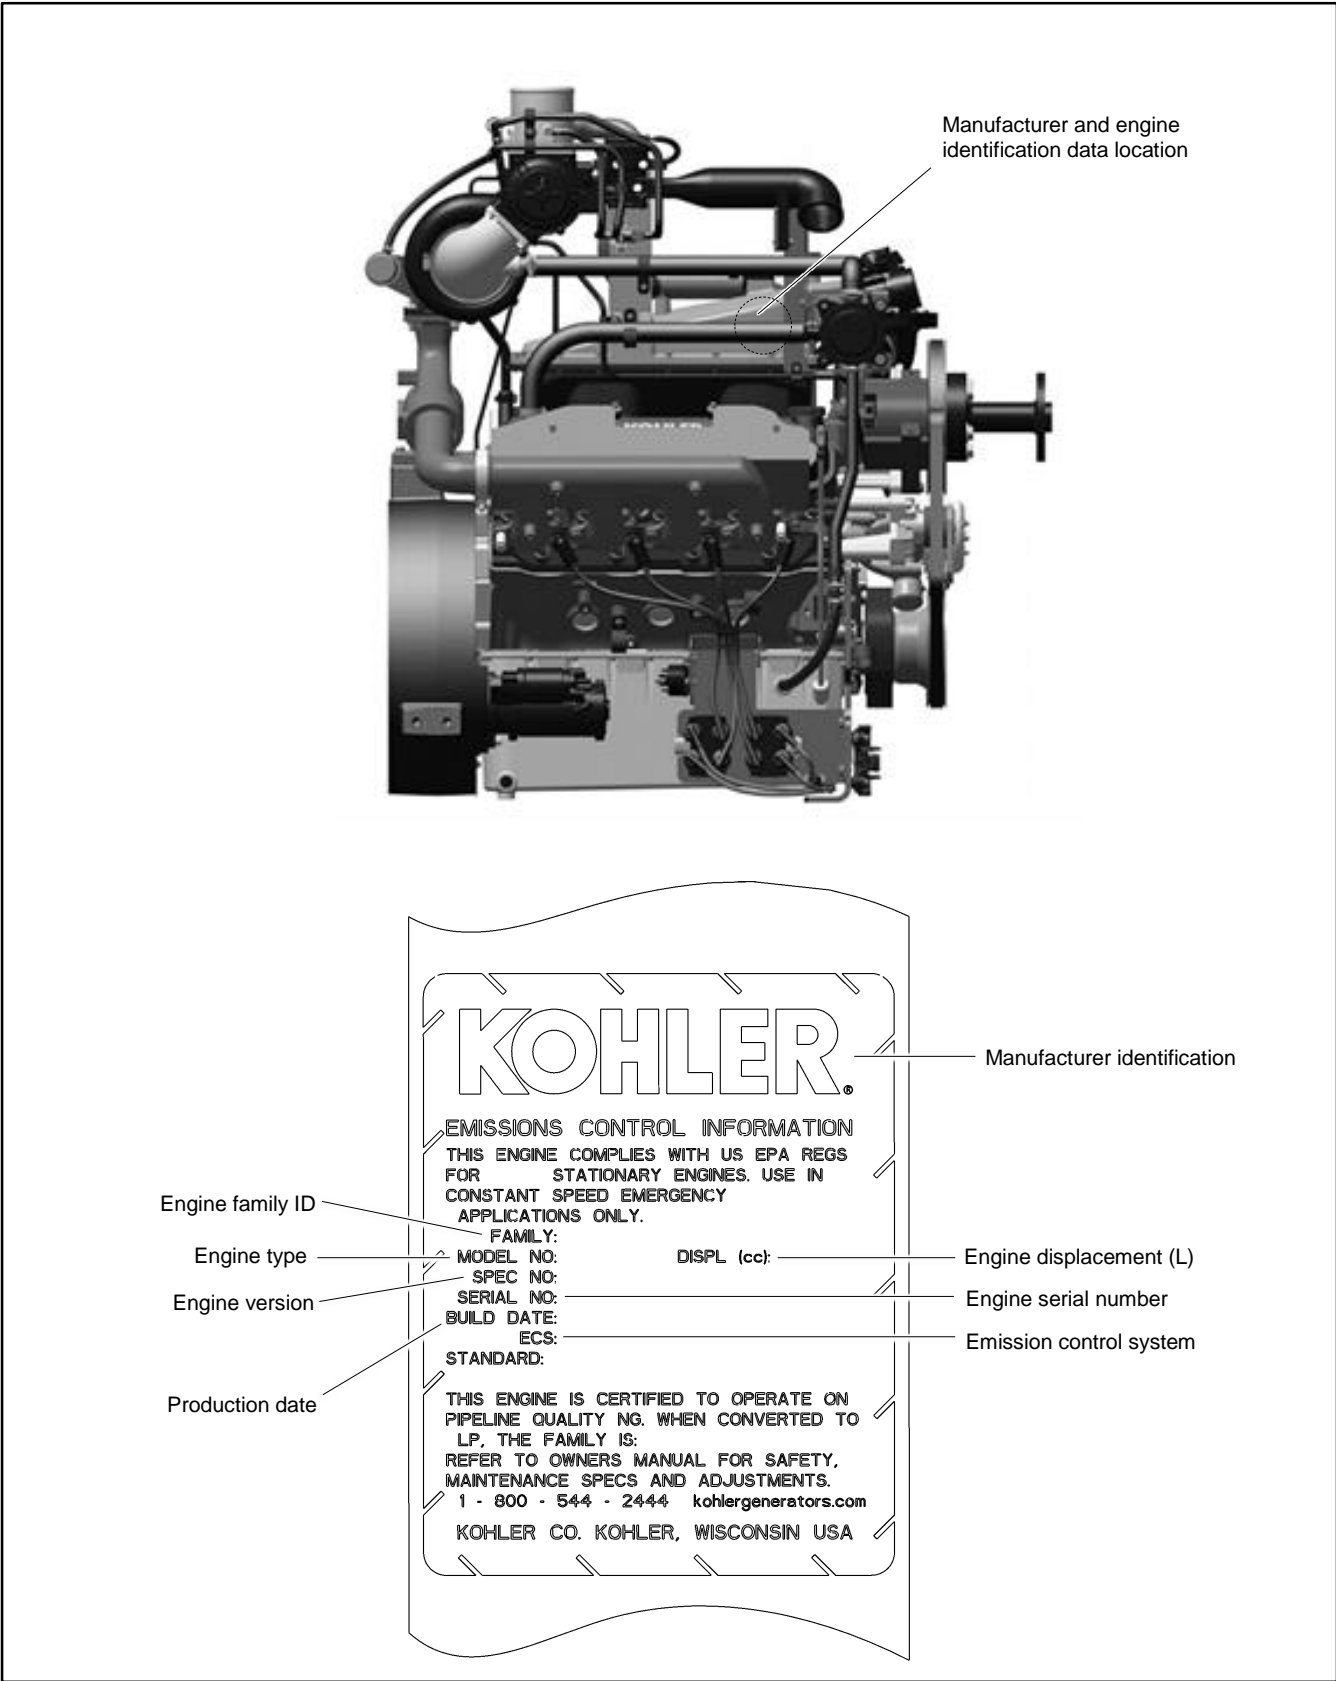 Manufacturer and engine
identification data location
KOHLER
KOHLER®
Manufacturer identification
EMISSIONS CONTROL INFORMATION
THIS ENGINE COMPLIES WITH US EPA REGS
FOR STATIONARY ENGINES. USE IN
CONSTANT SPEED EMERGENCY
APPLICATIONS ONLY.
Engine family ID
FAMILY:
Engine type
MODEL NO: DISPL (cc):
Engine displacement (L)
SPEC NO:
Engine version
SERIAL NO:
Engine serial number
BUILD DATE:
ECS:
Emission control system
STANDARD:
Production date
THIS ENGINE IS CERTIFIED TO OPERATE ON
PIPELINE QUALITY NG. WHEN CONVERTED TO
LP, THE FAMILY IS:
REFER TO OWNERS MANUAL FOR SAFETY,
MAINTENANCE SPECS AND ADJUSTMENTS.
1 - 800 - 544 - 2444 kohlergenerators.com
KOHLER CO. KOHLER, WISCONSIN USA